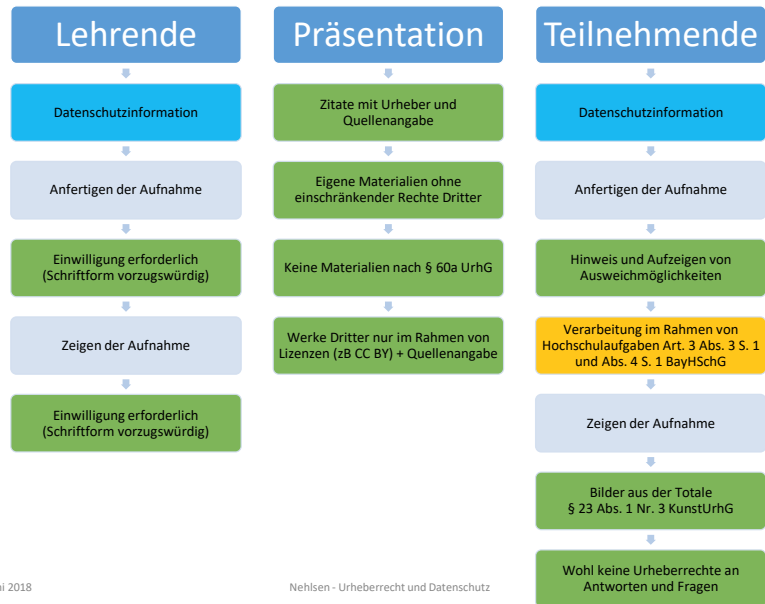 Lehrende
Datenschutzinformation
Anfertigen der Aufnahme
Einwilligung erforderlich
(Schriftform vorzugswürdig)
Zeigen der Aufnahme
Einwilligung erforderlich
(Schriftform vorzugswürdig)
Präsentation
Zitate mit Urheber und
Quellenangabe
Eigene Materialien ohne
einschränkender Rechte Dritter
Keine Materialien nach § 60a UrhG
Werke Dritter nur im Rahmen von
Lizenzen (zB CC BY) + Quellenangabe
Teilnehmende
Datenschutzinformation
Anfertigen der Aufnahme
Hinweis und Aufzeigen von
Ausweichmöglichkeiten
Verarbeitung im Rahmen von
Hochschulaufgaben Art. 3 Abs. 3 S. 1
und Abs. 4 S. 1 BayHSchG
Zeigen der Aufnahme
Bilder aus der Totale
§ 23 Abs. 1 Nr. 3 KunstUrhG
Wohl keine Urheberrechte an
Antworten und Fragen
2018
Nehlsen - Urheberrecht und Datenschutz